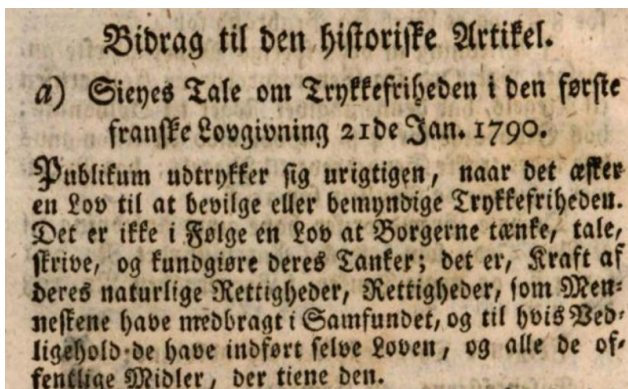 Bidrag til den historiske Artikel.
a) Sieyes Tale om Trykkefriheden i den første
franske Lovgivning 21de Jan. 1790.
Publikum udtrykker sig urigtigen, naar det æsker
en Lov til at bevilge eller bemyndige Trykkefriheden.
Det er ikke i Følge en Lov at Borgerne tænke, tale,
skrive, og kundgiøre deres Tanker; det er, Kraft af
deres naturlige Rettigheder, Rettigheder, som Men-
neskene have medbragt i Samfundet, og til hvis Ved-
ligehold de have indført selve Loven, og alle de of-
fentlige Midler, der tiene den.